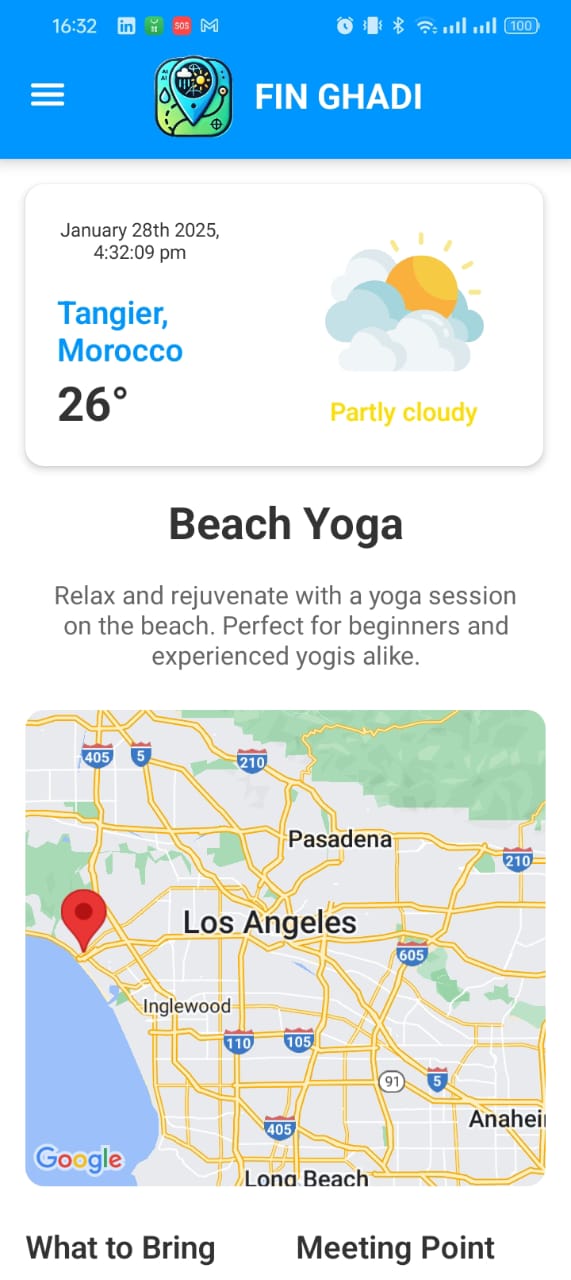 16:32
SOS
100
FIN GHADI
January 28th 2025,
4:32:09 pm
Tangier,
Morocco
26°
Partly cloudy
Beach Yoga
Relax and rejuvenate with a yoga session
on the beach. Perfect for beginners and
experienced yogis alike.
405
5
210
Pasadena
210
Los Angeles
605
Inglewood
110
105
91
5
Anahei
405
Google
Long Beach
What to Bring
Meeting Point